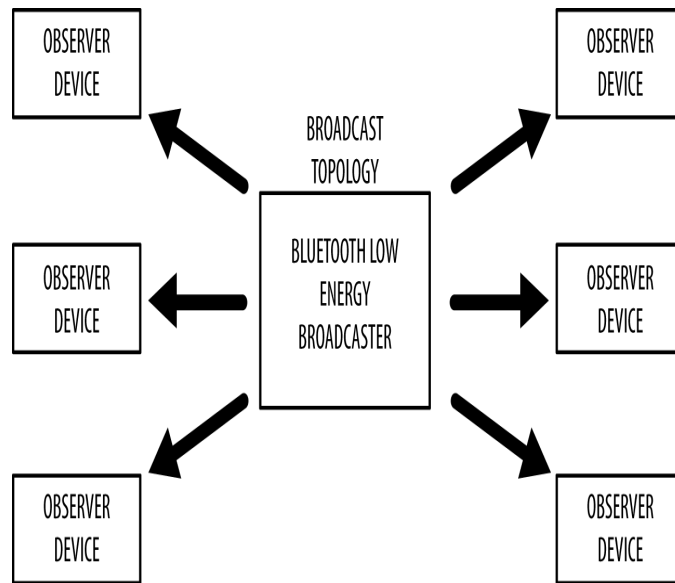 OBSERVER
DEVICE
OBSERVER
DEVICE
BROADCAST
TOPOLOGY
BLUETOOTH LOW
ENERGY
BROADCASTER
OBSERVER
DEVICE
OBSERVER
DEVICE
OBSERVER
DEVICE
OBSERVER
DEVICE